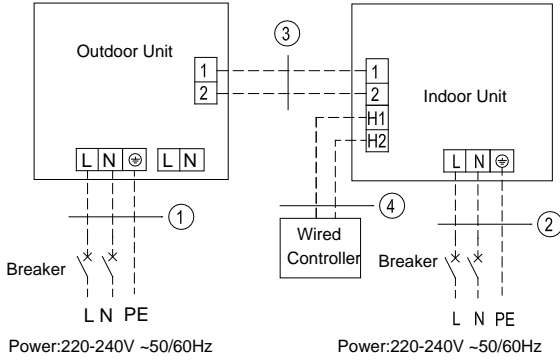 Outdoor Unit
1
2
L N
L N
3
1
2
H1
H2
Indoor Unit
L N
1
Breaker
L N PE
Power:220-240V ~50/60Hz
4
Wired
Controller
2
Breaker
L N PE
Power:220-240V ~50/60Hz